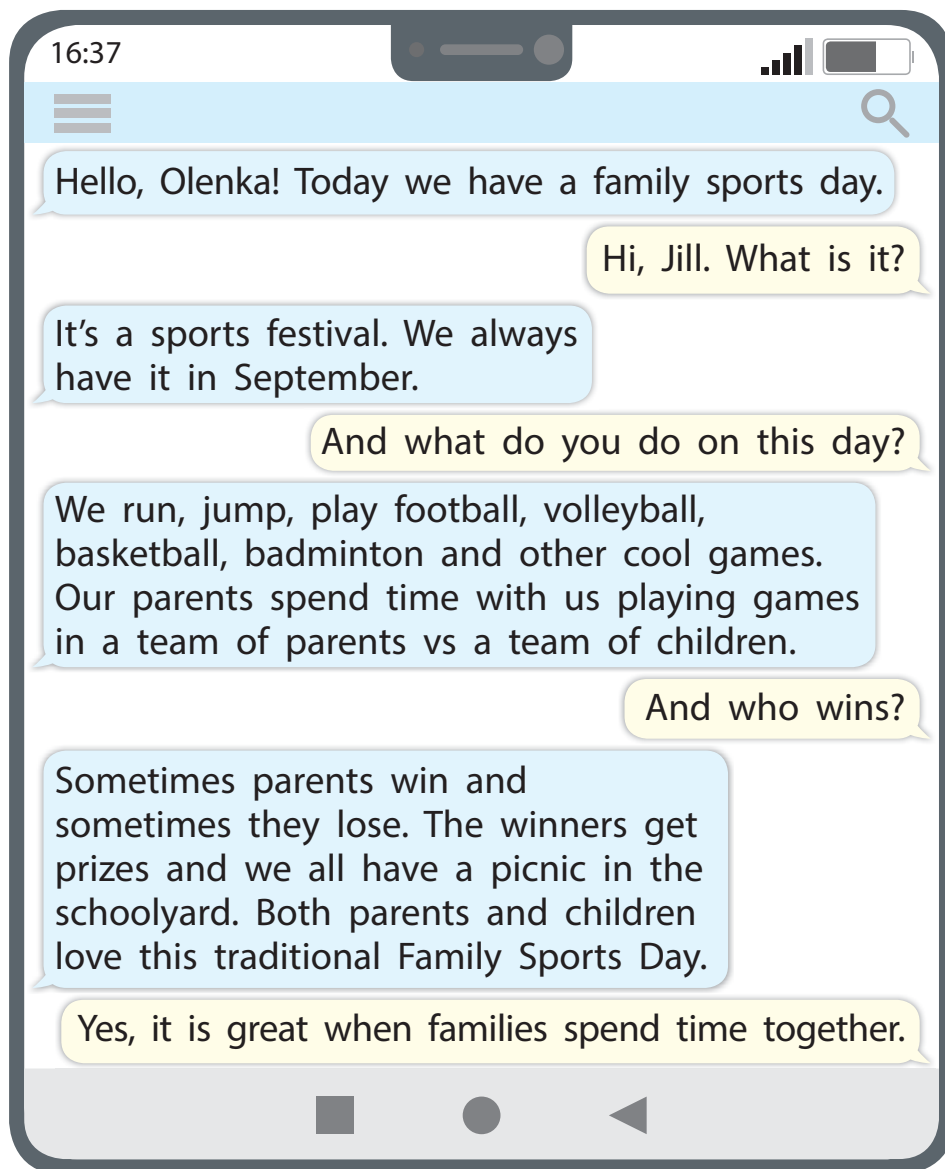 16:37
Hello, Olenka! Today we have a family sports day.
Hi, Jill. What is it?
It’s a sports festival. We always
have it in September.
And what do you do on this day?
We run, jump, play football, volleyball,
basketball, badminton and other cool games.
Our parents spend time with us playing games
in a team of parents vs a team of children.
And who wins?
Sometimes parents win and
sometimes they lose. The winners get
prizes and we all have a picnic in the
schoolyard. Both parents and children
love this traditional Family Sports Day.
Yes, it is great when families spend time together.